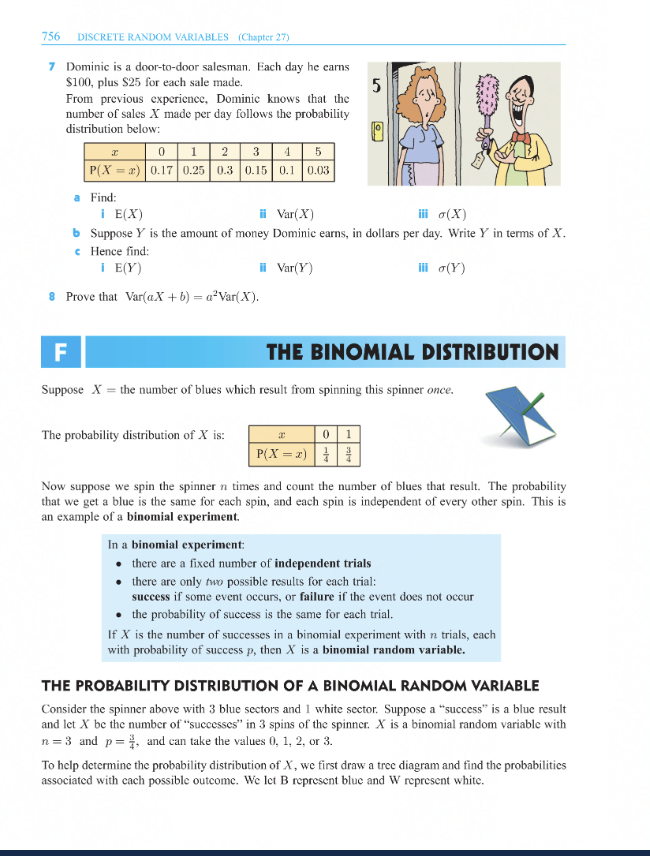 756 DISCRETE RANDOM VARIABLES (Chapter 27)
7 Dominic is a door-to-door salesman. Each day he earns
$100, plus $25 for each sale made.
From previous experience, Dominic knows that the
number of sales X made per day follows the probability
distribution below:
5
x 0 1 2 3 4 5
P(X = x) 0.17 0.25 0.3 0.15 0.1 0.03
a Find:
i E(X) ii Var(X) iii σ(X)
b Suppose Y is the amount of money Dominic earns, in dollars per day. Write Y in terms of X.
c Hence find:
i E(Y) ii Var(Y) iii σ(Y)
8 Prove that Var(aX + b) = a²Var(X).
F THE BINOMIAL DISTRIBUTION
Suppose X = the number of blues which result from spinning this spinner once.
The probability distribution of X is:
x 0 1
P(X = x) 1/4 3/4
Now suppose we spin the spinner n times and count the number of blues that result. The probability
that we get a blue is the same for each spin, and each spin is independent of every other spin. This is
an example of a binomial experiment.
In a binomial experiment:
• there are a fixed number of independent trials
• there are only two possible results for each trial:
success if some event occurs, or failure if the event does not occur
• the probability of success is the same for each trial.
If X is the number of successes in a binomial experiment with n trials, each
with probability of success p, then X is a binomial random variable.
THE PROBABILITY DISTRIBUTION OF A BINOMIAL RANDOM VARIABLE
Consider the spinner above with 3 blue sectors and 1 white sector. Suppose a “success” is a blue result
and let X be the number of “successes” in 3 spins of the spinner. X is a binomial random variable with
n = 3 and p = 3/4, and can take the values 0, 1, 2, or 3.
To help determine the probability distribution of X, we first draw a tree diagram and find the probabilities
associated with each possible outcome. We let B represent blue and W represent white.